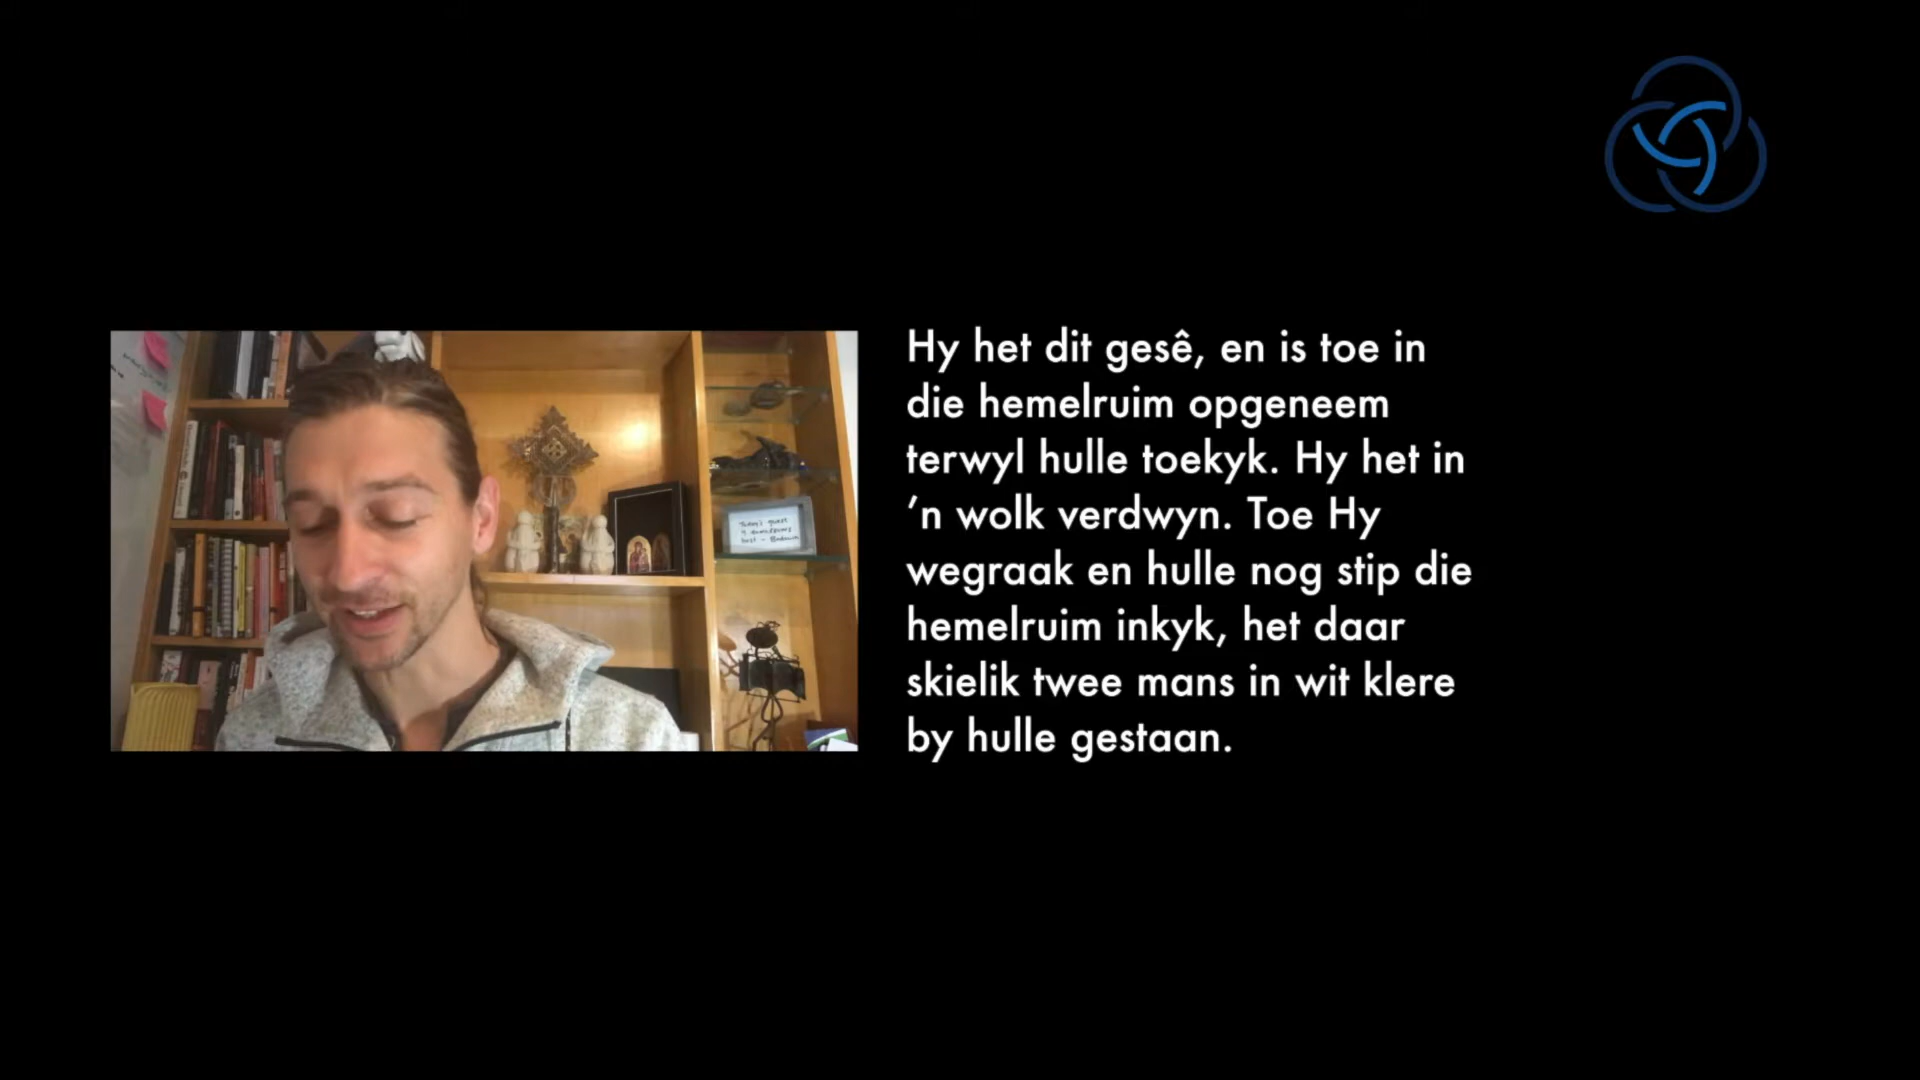 Hy het dit gesê, en is toe in
die hemelruim opgeneem
terwyl hulle toekyk. Hy het in
’n wolk verdwyn. Toe Hy
wegraak en hulle nog stip die
hemelruim inkyk, het daar
skielik twee mans in wit klere
by hulle gestaan.
Today's guest